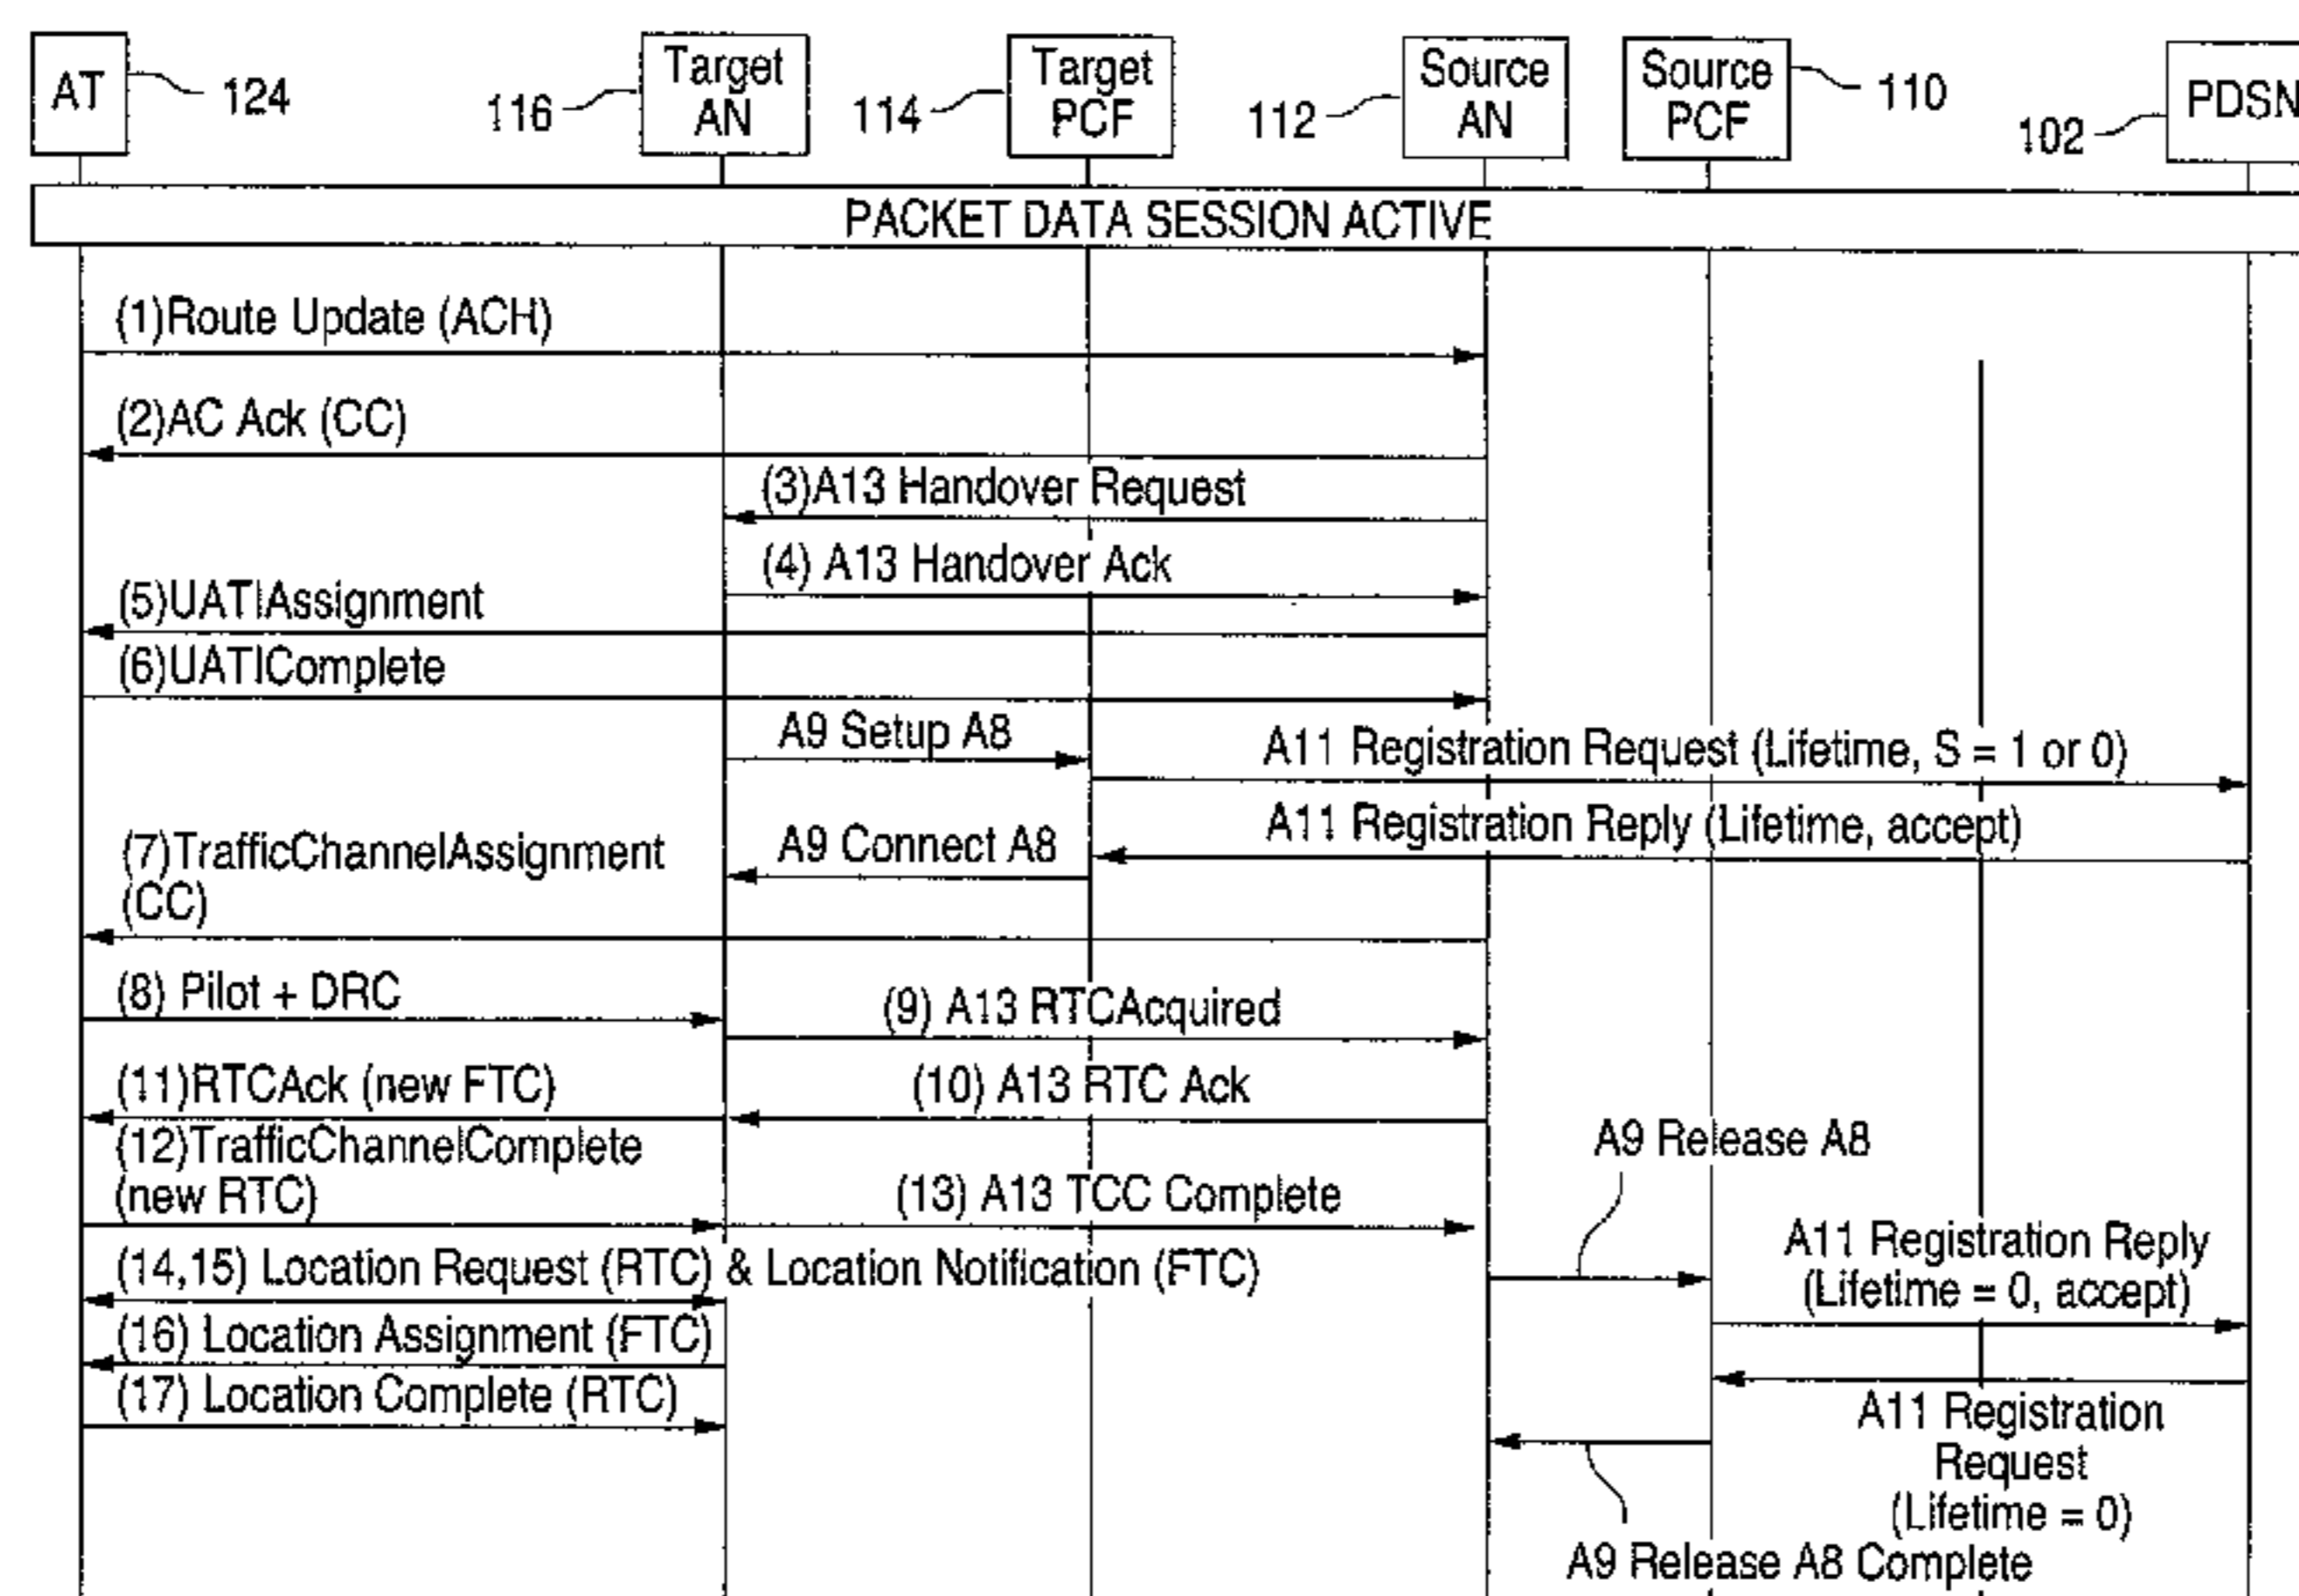 AT
124
116
Target
AN
114
Target
PCF
112
Source
AN
Source
PCF
110
102
PDSN
PACKET DATA SESSION ACTIVE
(1)Route Update (ACH)
(2)AC Ack (CC)
(3)A13 Handover Request
(4) A13 Handover Ack
(5)UATIAssignment
(6)UATIComplete
A9 Setup A8
A11 Registration Request (Lifetime, S = 1 or 0)
A11 Registration Reply (Lifetime, accept)
A9 Connect A8
(7)TrafficChannelAssignment
(CC)
(8) Pilot + DRC
(9) A13 RTCAcquired
(11)RTCAck (new FTC)
(10) A13 RTC Ack
(12)TrafficChannelComplete
(new RTC)
(13) A13 TCC Complete
A9 Release A8
(14,15) Location Request (RTC) & Location Notification (FTC)
A11 Registration Reply
(Lifetime = 0, accept)
(16) Location Assignment (FTC)
(17) Location Complete (RTC)
A11 Registration
Request
(Lifetime = 0)
A9 Release A8 Complete